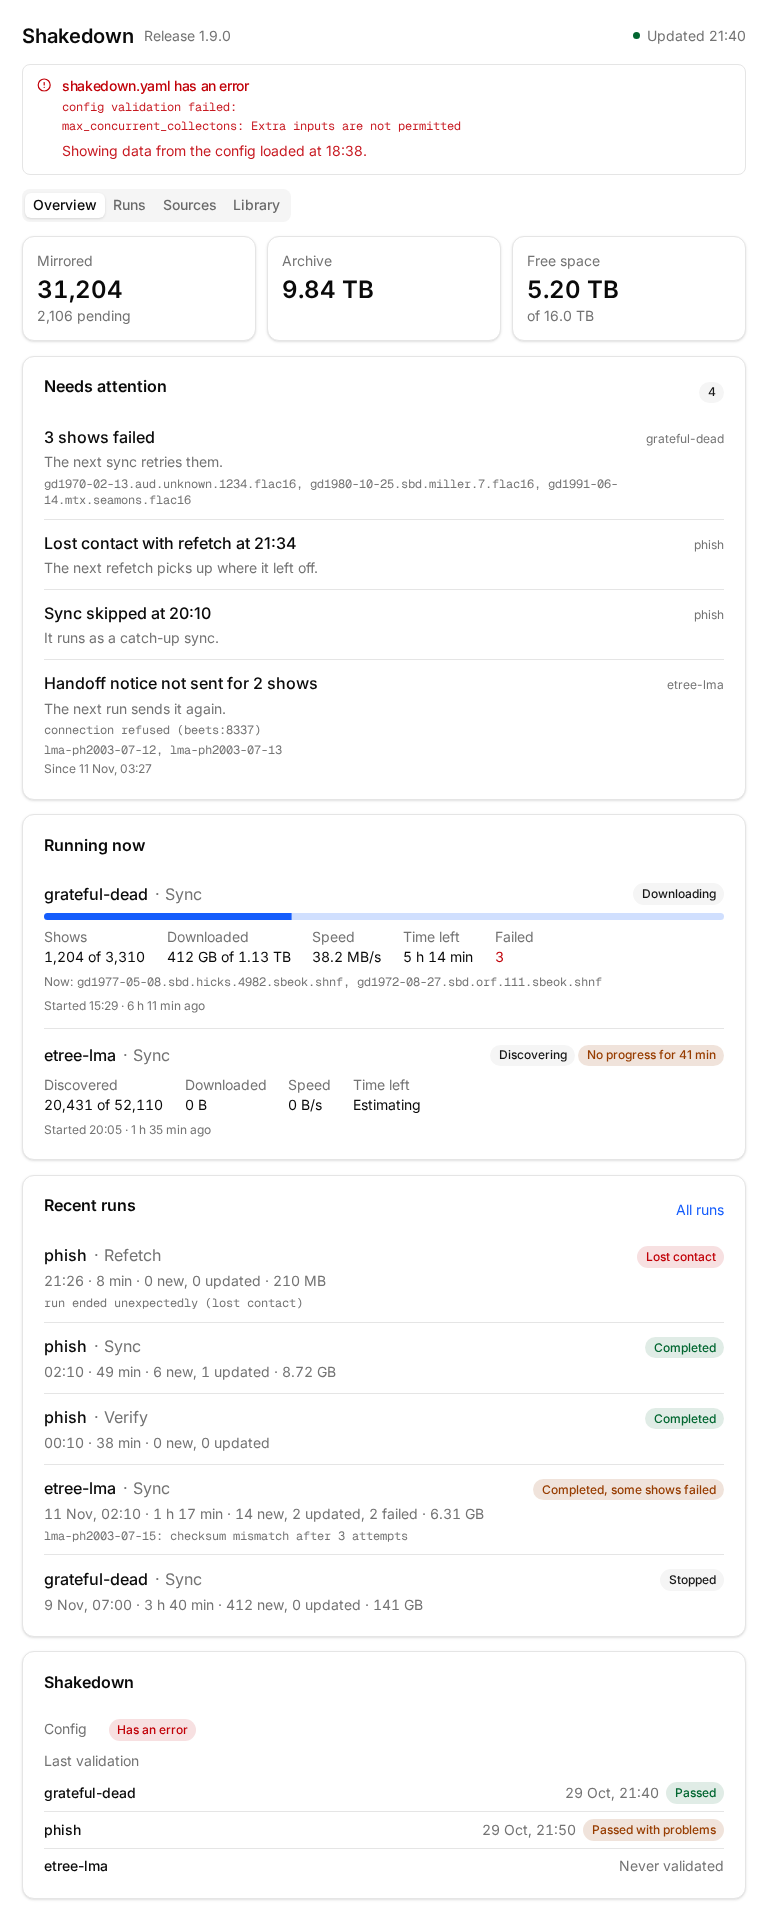 Shakedown Release 1.9.0
Updated 21:40
shakedown.yaml has an error
config validation failed:
max_concurrent_collectons: Extra inputs are not permitted
Showing data from the config loaded at 18:38.
Overview Runs Sources Library
Mirrored
31,204
2,106 pending
Archive
9.84 TB
Free space
5.20 TB
of 16.0 TB
Needs attention
4
3 shows failed
grateful-dead
The next sync retries them.
gd1970-02-13.aud.unknown.1234.flac16, gd1980-10-25.sbd.miller.7.flac16, gd1991-06-
14.mtx.seamons.flac16
Lost contact with refetch at 21:34
phish
The next refetch picks up where it left off.
Sync skipped at 20:10
phish
It runs as a catch-up sync.
Handoff notice not sent for 2 shows
etree-lma
The next run sends it again.
connection refused (beets:8337)
lma-ph2003-07-12, lma-ph2003-07-13
Since 11 Nov, 03:27
Running now
grateful-dead · Sync
Downloading
Shows Downloaded Speed Time left Failed
1,204 of 3,310 412 GB of 1.13 TB 38.2 MB/s 5 h 14 min 3
Now: gd1977-05-08.sbd.hicks.4982.sbeok.shnf, gd1972-08-27.sbd.orf.111.sbeok.shnf
Started 15:29 · 6 h 11 min ago
etree-lma · Sync
Discovering No progress for 41 min
Discovered Downloaded Speed Time left
20,431 of 52,110 0 B 0 B/s Estimating
Started 20:05 · 1 h 35 min ago
Recent runs
All runs
phish · Refetch
Lost contact
21:26 · 8 min · 0 new, 0 updated · 210 MB
run ended unexpectedly (lost contact)
phish · Sync
Completed
02:10 · 49 min · 6 new, 1 updated · 8.72 GB
phish · Verify
Completed
00:10 · 38 min · 0 new, 0 updated
etree-lma · Sync
Completed, some shows failed
11 Nov, 02:10 · 1 h 17 min · 14 new, 2 updated, 2 failed · 6.31 GB
lma-ph2003-07-15: checksum mismatch after 3 attempts
grateful-dead · Sync
Stopped
9 Nov, 07:00 · 3 h 40 min · 412 new, 0 updated · 141 GB
Shakedown
Config Has an error
Last validation
grateful-dead 29 Oct, 21:40 Passed
phish 29 Oct, 21:50 Passed with problems
etree-lma Never validated